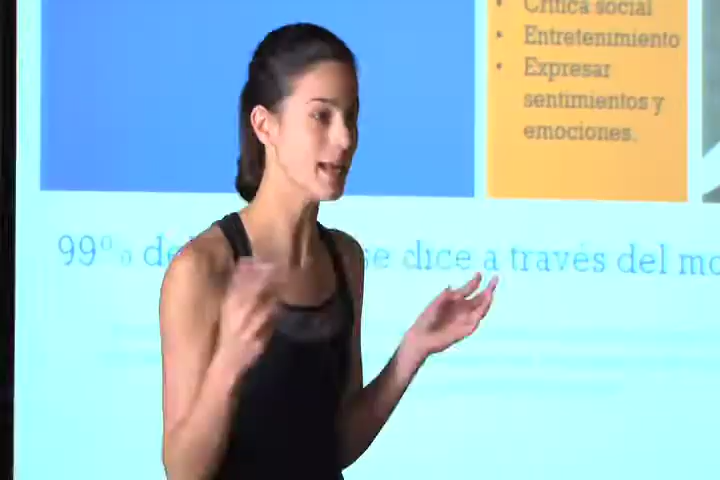 • Crítica social
• Entretenimiento
• Expresar
sentimientos y
emociones.
99% de se dice a través del